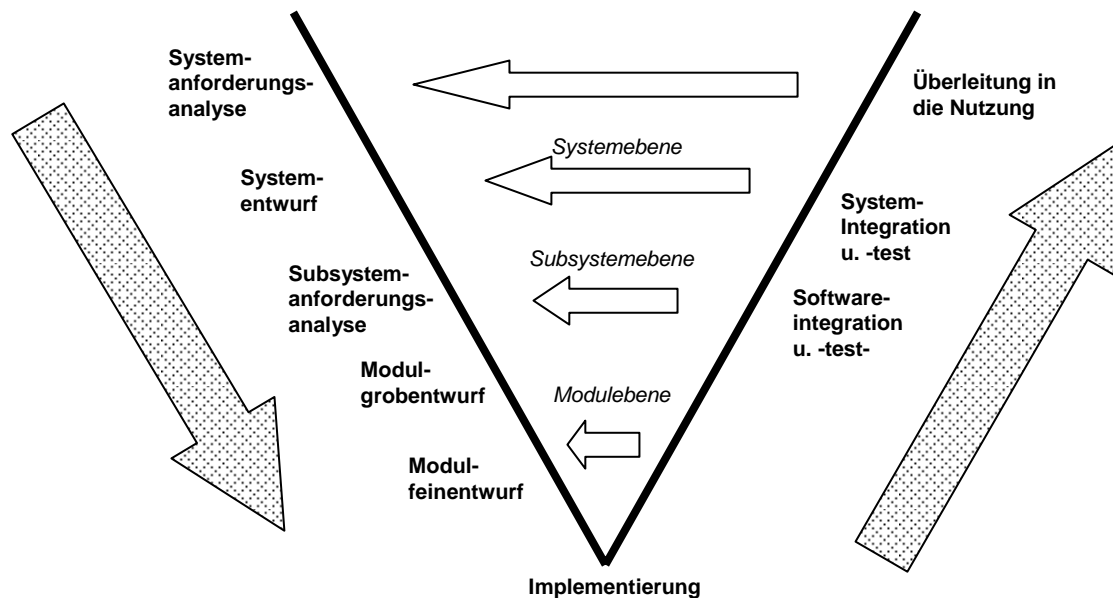 System-
anforderungs-
analyse
Überleitung in
die Nutzung
Systemebene
System-
entwurf
System-
Integration
u. -test
Subsystemebene
Subsystem-
anforderungs-
analyse
Software-
integration
u. -test-
Modul-
grobentwurf
Modulebene
Modul-
feinentwurf
Implementierung